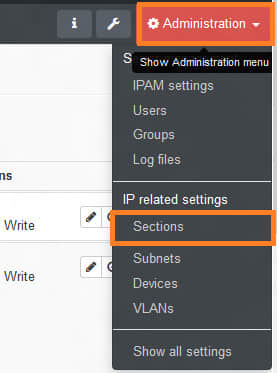 Administration
Show Administration menu
S
IPAM settings
Users
Groups
Log files
ns
IP related settings
Write
Sections
Subnets
Write
Devices
VLANs
Show all settings